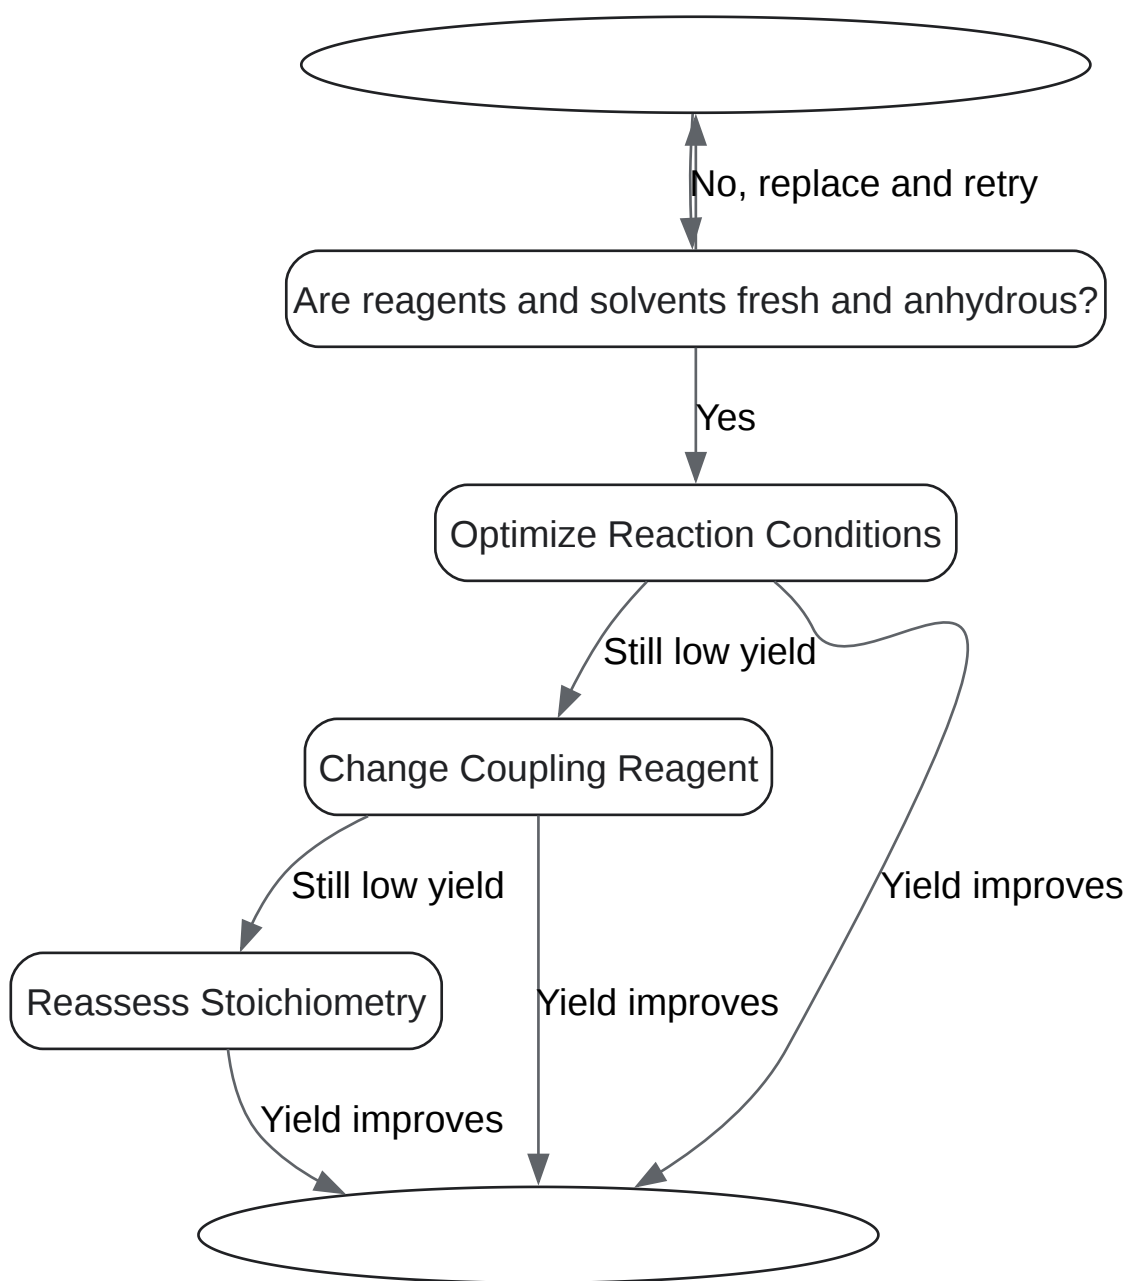 No, replace and retry
Are reagents and solvents fresh and anhydrous?
Yes
Optimize Reaction Conditions
Still low yield
Change Coupling Reagent
Still low yield
Yield improves
Reassess Stoichiometry
Yield improves
Yield improves